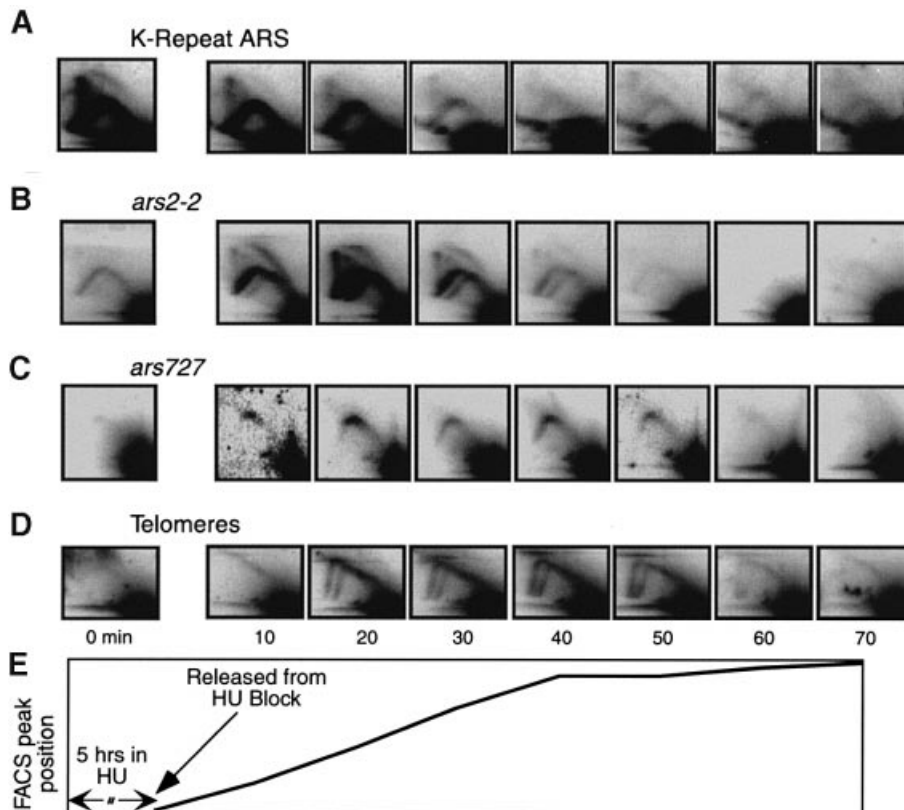 A
K-Repeat ARS
B
ars2-2
C
ars727
D
Telomeres
0 min 10 20 30 40 50 60 70
E
FACS peak
position
Released from
HU Block
5 hrs in
HU